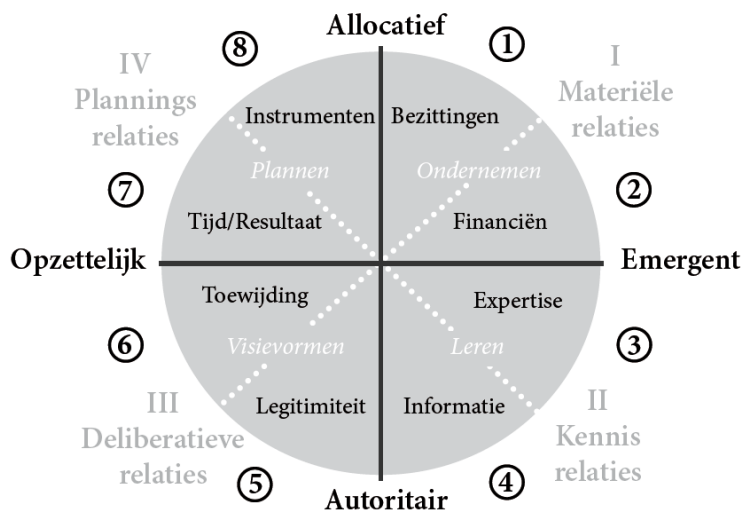 Allocatief
⑧
①
IV
Plannings
relaties
I
Materiële
relaties
Instrumenten
Bezittingen
Plannen
Ondernemen
⑦
②
Tijd/Resultaat
Financiën
Opzettelijk
Emergent
Toewijding
Expertise
⑥
③
Visievormen
Leren
III
Deliberatieve
relaties
II
Kennis
relaties
Legitimiteit
Informatie
⑤
④
Autoritair